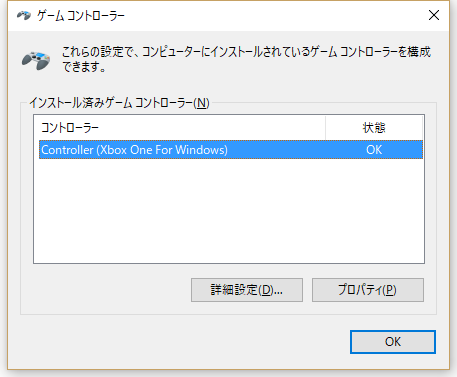 ゲーム コントローラー
これらの設定で、コンピューターにインストールされているゲーム コントローラーを構成
できます。
インストール済みゲーム コントローラー(N)
コントローラー 状態
Controller (Xbox One For Windows) OK
詳細設定(D)... プロパティ(P)
OK